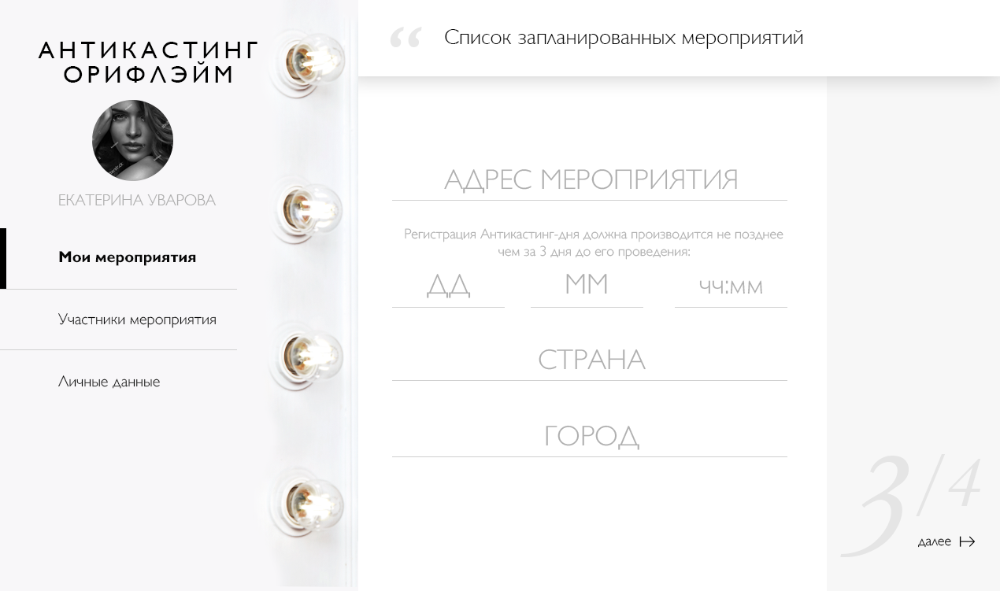 АНТИКАСТИНГ
ОРИФЛЭЙМ
ЕКАТЕРИНА УВАРОВА
Мои мероприятия
Участники мероприятия
Личные данные
“ Список запланированных мероприятий
АДРЕС МЕРОПРИЯТИЯ
Регистрация Антикастинг-дня должна производится не позднее
чем за 3 дня до его проведения:
ДД ММ чч:мм
СТРАНА
ГОРОД
3/4
далее